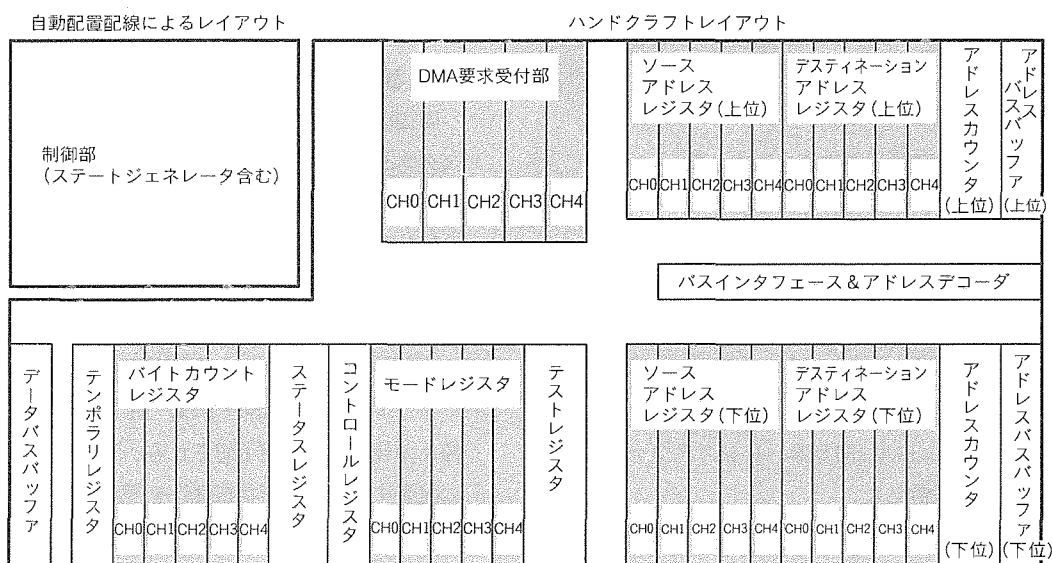 自動配置配線によるレイアウト
ハンドクラフトレイアウト
制御部
(ステートジェネレータ含む)
DMA要求受付部
CH0 CH1 CH2 CH3 CH4
ソース
アドレス
レジスタ(上位)
デスティネーション
アドレス
レジスタ(上位)
CH0 CH1 CH2 CH3 CH4 CH0 CH1 CH2 CH3 CH4
アドレスカウンタ
(上位)
アドレス
バスバッファ
(上位)
バスインタフェース&アドレスデコーダ
データバスバッファ
テンポラリレジスタ
バイトカウント
レジスタ
CH0 CH1 CH2 CH3 CH4
ステータスレジスタ
コントロールレジスタ
モードレジスタ
CH0 CH1 CH2 CH3 CH4
テストレジスタ
ソース
アドレス
レジスタ(下位)
デスティネーション
アドレス
レジスタ(下位)
CH0 CH1 CH2 CH3 CH4 CH0 CH1 CH2 CH3 CH4
アドレスカウンタ
(下位)
アドレスバスバッファ
(下位)